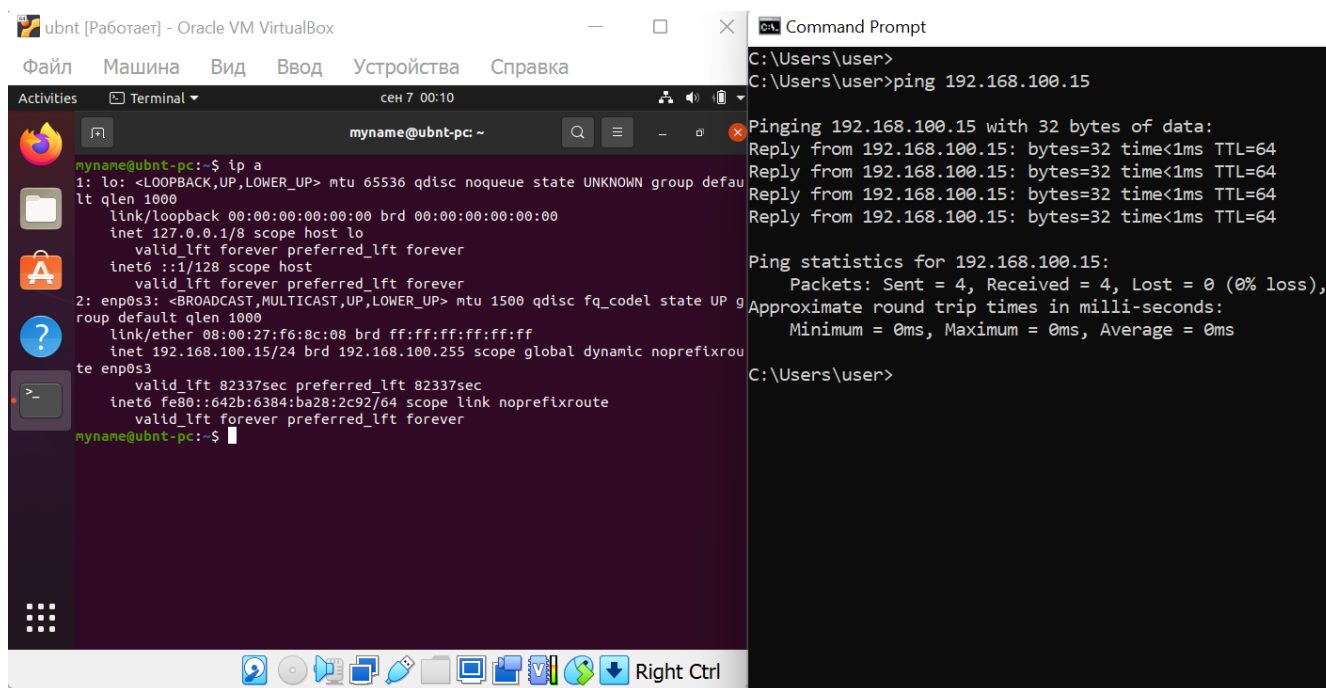 ubnt [Работает] - Oracle VM VirtualBox
Файл Машина Вид Ввод Устройства Справка
Activities Terminal сен 7 00:10
myname@ubnt-pc: ~
myname@ubnt-pc:~$ ip a
1: lo: <LOOPBACK,UP,LOWER_UP> mtu 65536 qdisc noqueue state UNKNOWN group defau
lt qlen 1000
    link/loopback 00:00:00:00:00:00 brd 00:00:00:00:00:00
    inet 127.0.0.1/8 scope host lo
       valid_lft forever preferred_lft forever
    inet6 ::1/128 scope host
       valid_lft forever preferred_lft forever
2: enp0s3: <BROADCAST,MULTICAST,UP,LOWER_UP> mtu 1500 qdisc fq_codel state UP g
roup default qlen 1000
    link/ether 08:00:27:f6:8c:08 brd ff:ff:ff:ff:ff:ff
    inet 192.168.100.15/24 brd 192.168.100.255 scope global dynamic noprefixrou
te enp0s3
       valid_lft 82337sec preferred_lft 82337sec
    inet6 fe80::642b:6384:ba28:2c92/64 scope link noprefixroute
       valid_lft forever preferred_lft forever
myname@ubnt-pc:~$
Right Ctrl
Command Prompt
C:\Users\user>
C:\Users\user>ping 192.168.100.15
Pinging 192.168.100.15 with 32 bytes of data:
Reply from 192.168.100.15: bytes=32 time<1ms TTL=64
Reply from 192.168.100.15: bytes=32 time<1ms TTL=64
Reply from 192.168.100.15: bytes=32 time<1ms TTL=64
Reply from 192.168.100.15: bytes=32 time<1ms TTL=64
Ping statistics for 192.168.100.15:
    Packets: Sent = 4, Received = 4, Lost = 0 (0% loss),
Approximate round trip times in milli-seconds:
    Minimum = 0ms, Maximum = 0ms, Average = 0ms
C:\Users\user>